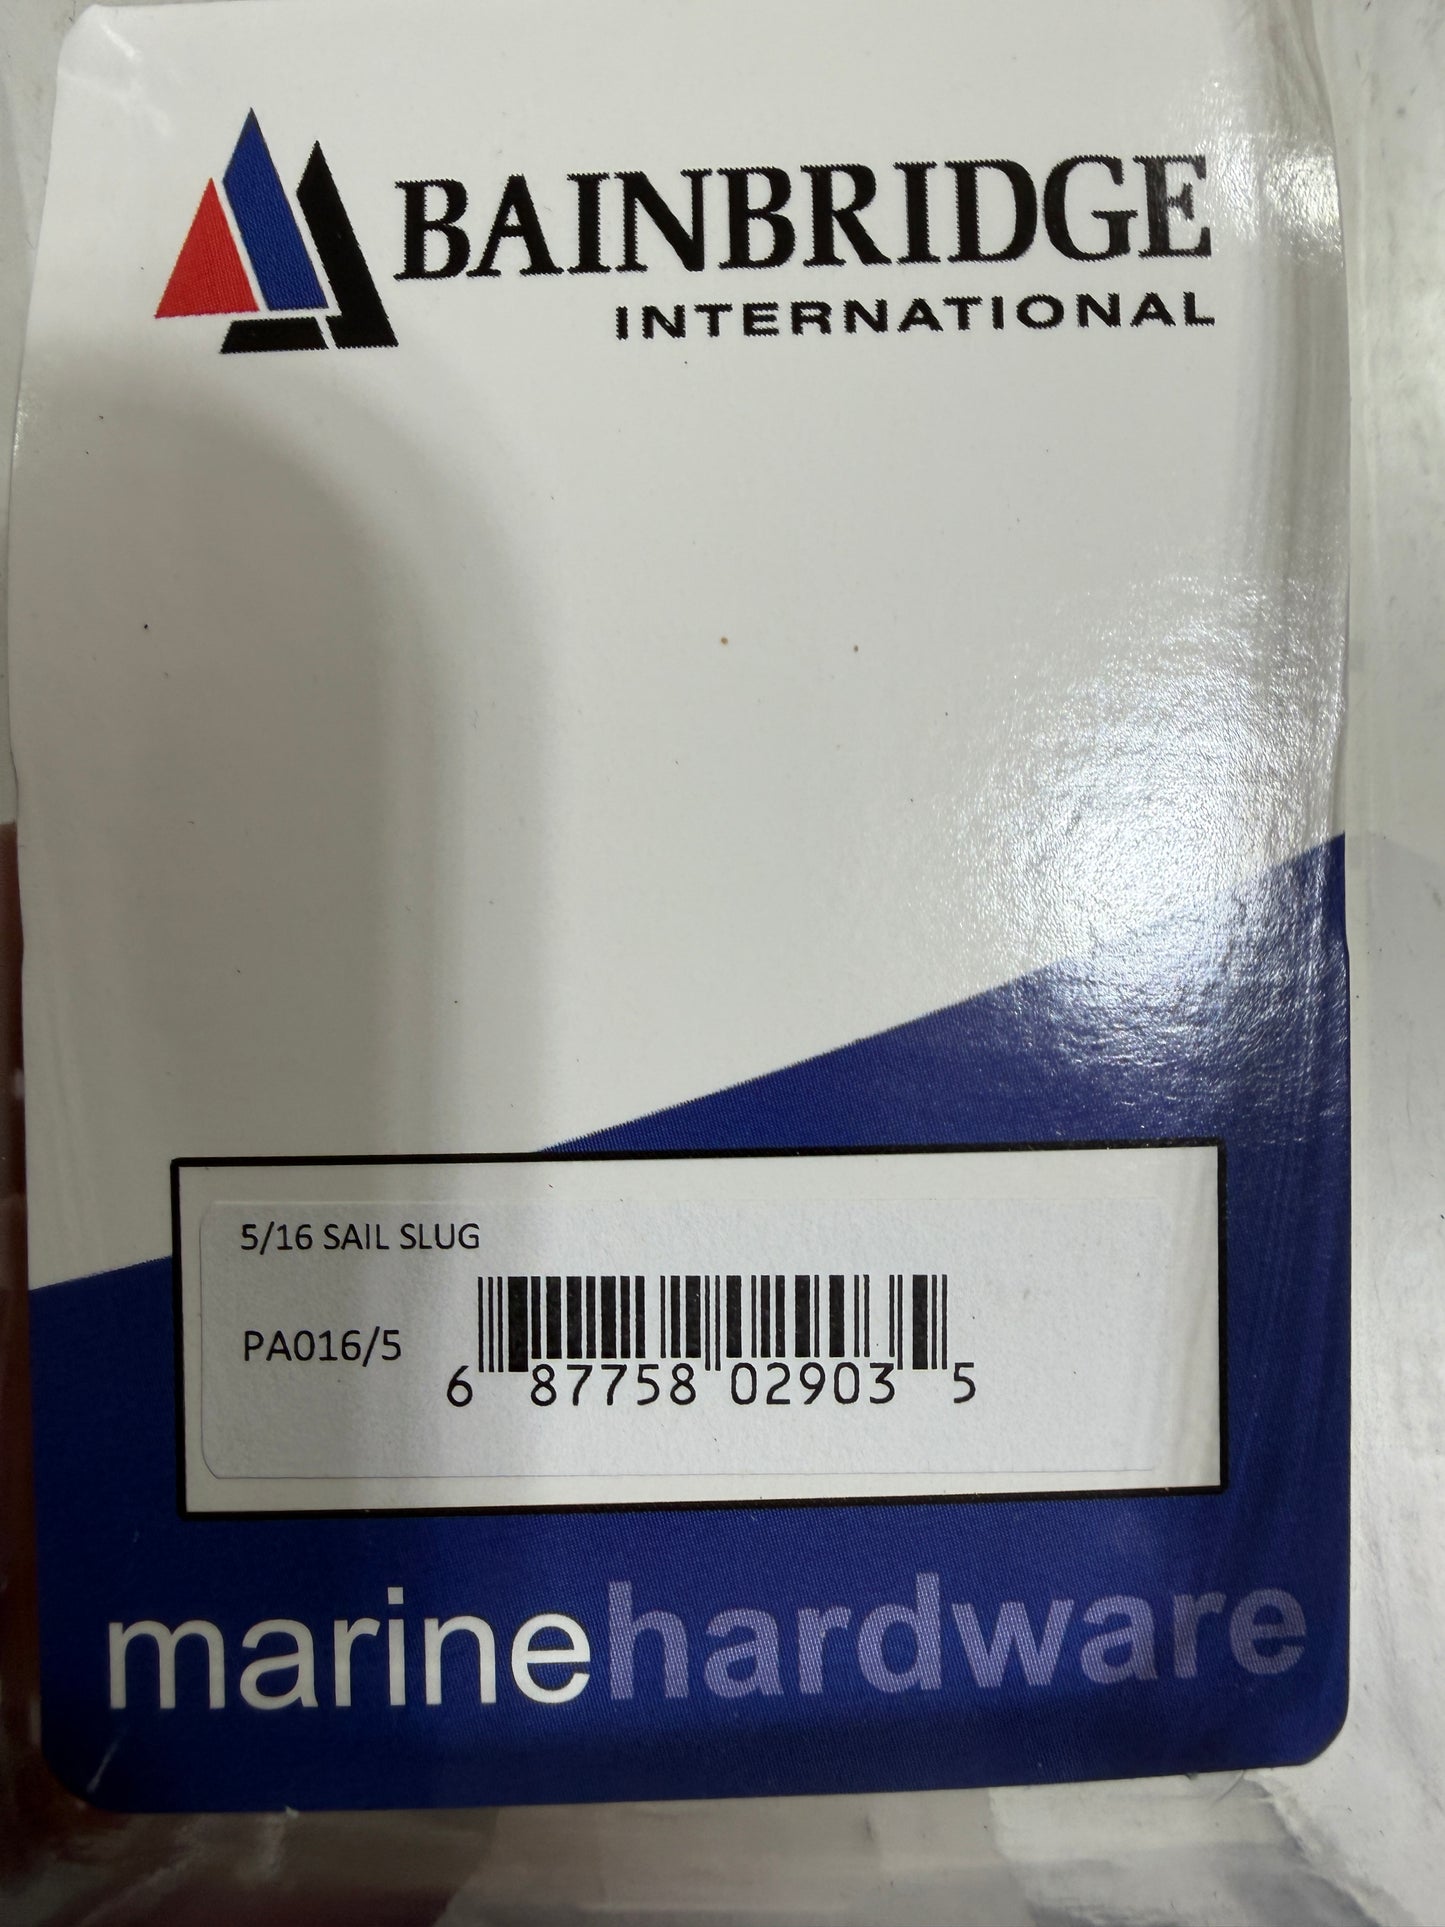 BAINBRIDGE
INTERNATIONAL
5/16 SAIL SLUG
PA016/5
6 87758 02903 5
marinehardware